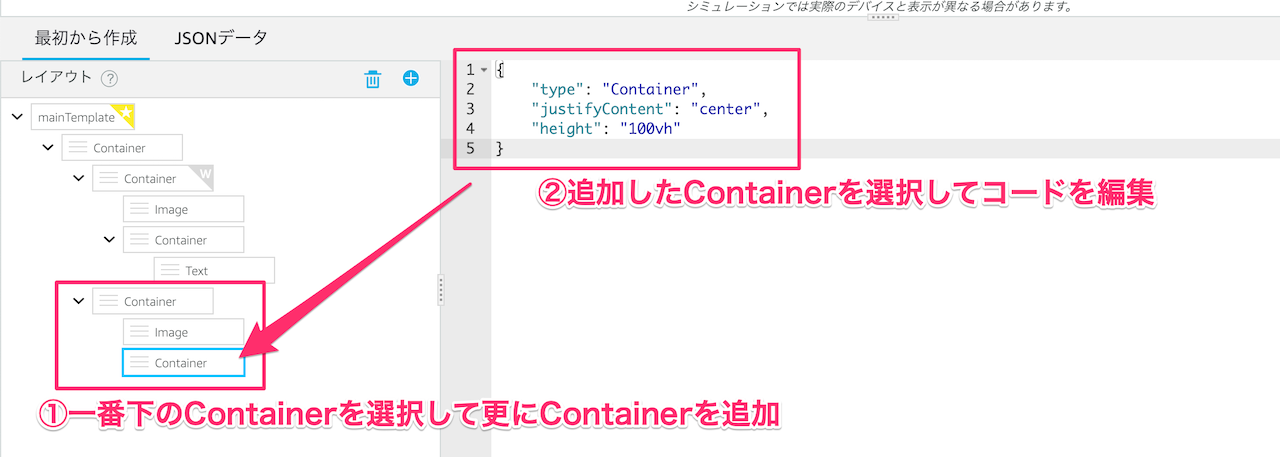 シミュレーションでは実際のデバイスと表示が異なる場合があります。
最初から作成 JSONデータ
レイアウト ?
mainTemplate
Container
Container W
Image
Container
Text
Container
Image
Container
1 {
2 "type": "Container",
3 "justifyContent": "center",
4 "height": "100vh"
5 }
②追加したContainerを選択してコードを編集
①一番下のContainerを選択して更にContainerを追加